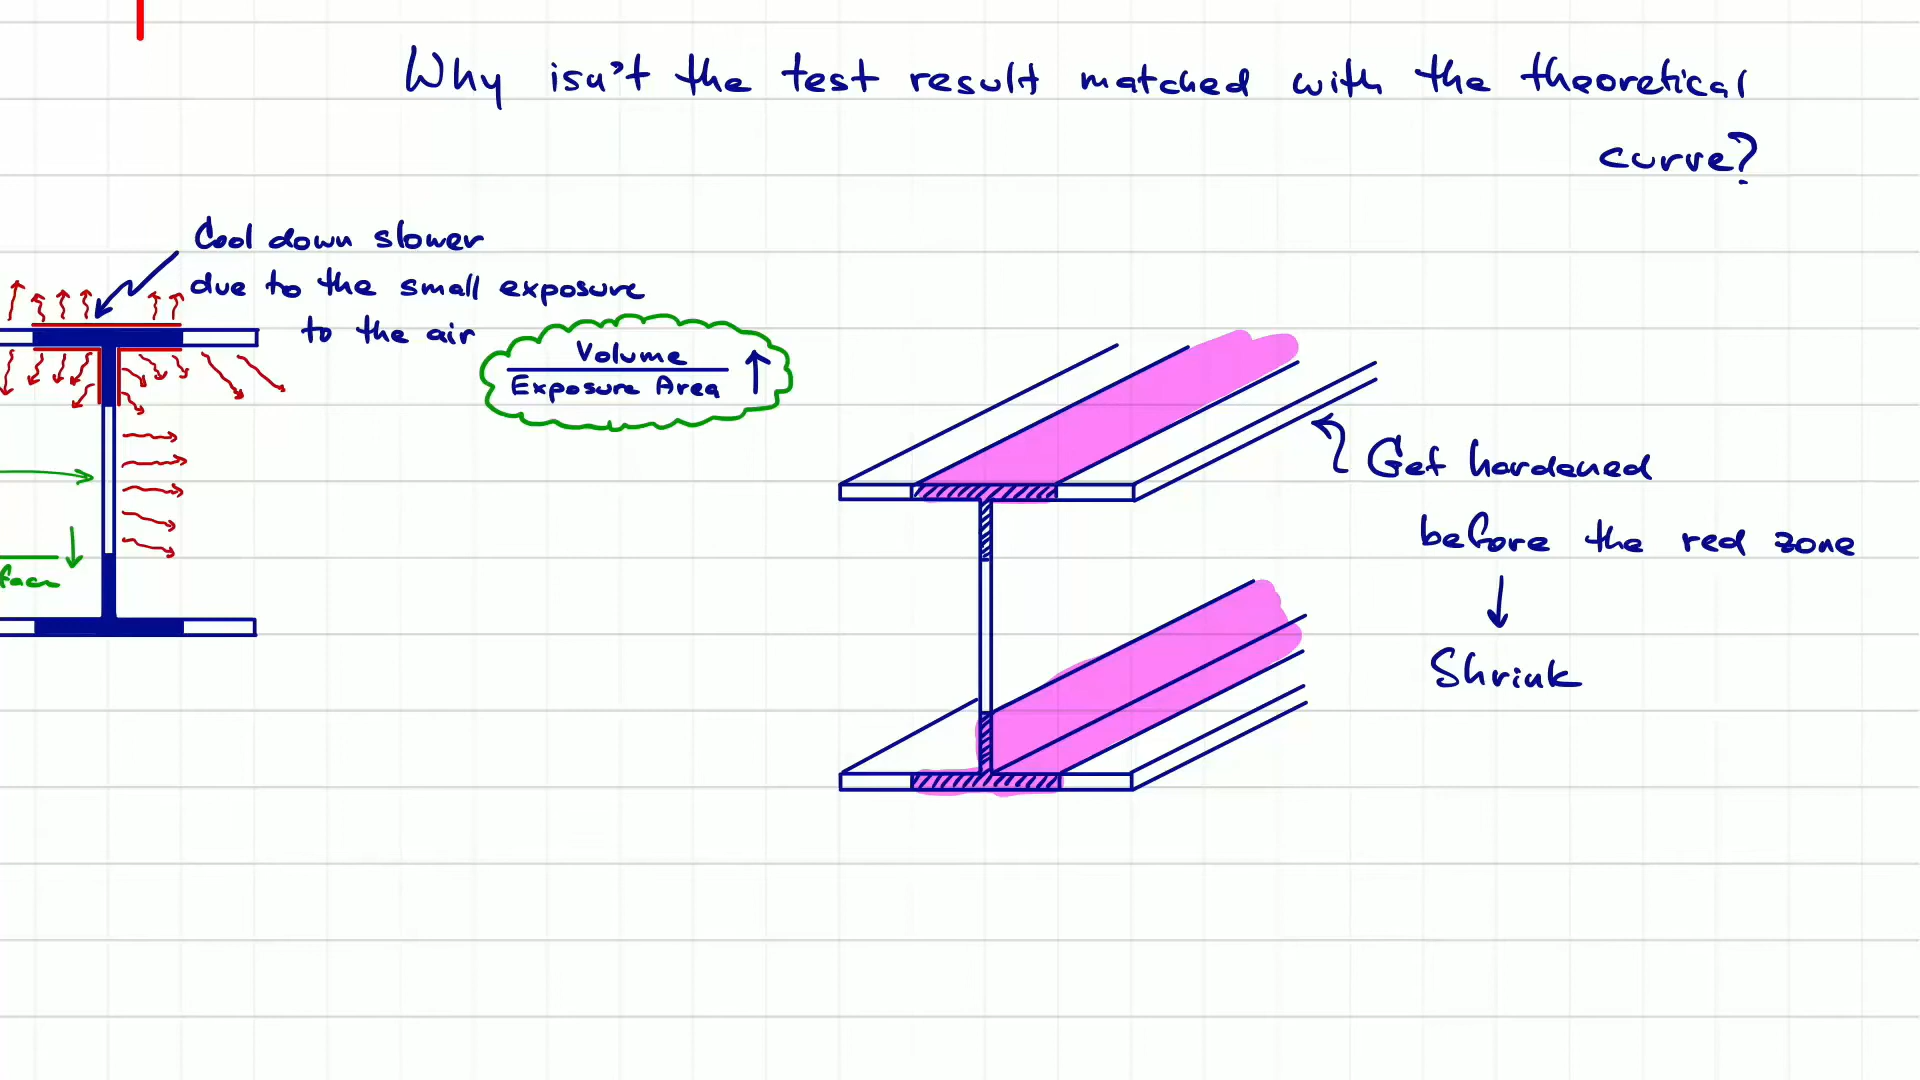 Why isn't the test result matched with the theoretical
curve?
Cool down slower
due to the small exposure
to the air
Volume
Exposure Area
Get hardened
before the red zone
Shrink